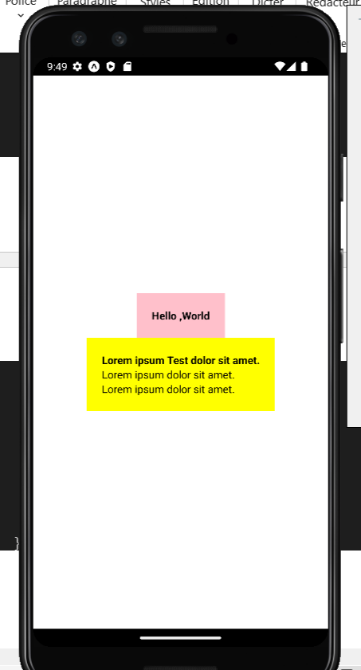 Police Paragraphe Styles Édition Dicter Rédacteur
9:49
Hello ,World
Lorem ipsum Test dolor sit amet.
Lorem ipsum dolor sit amet.
Lorem ipsum dolor sit amet.
}